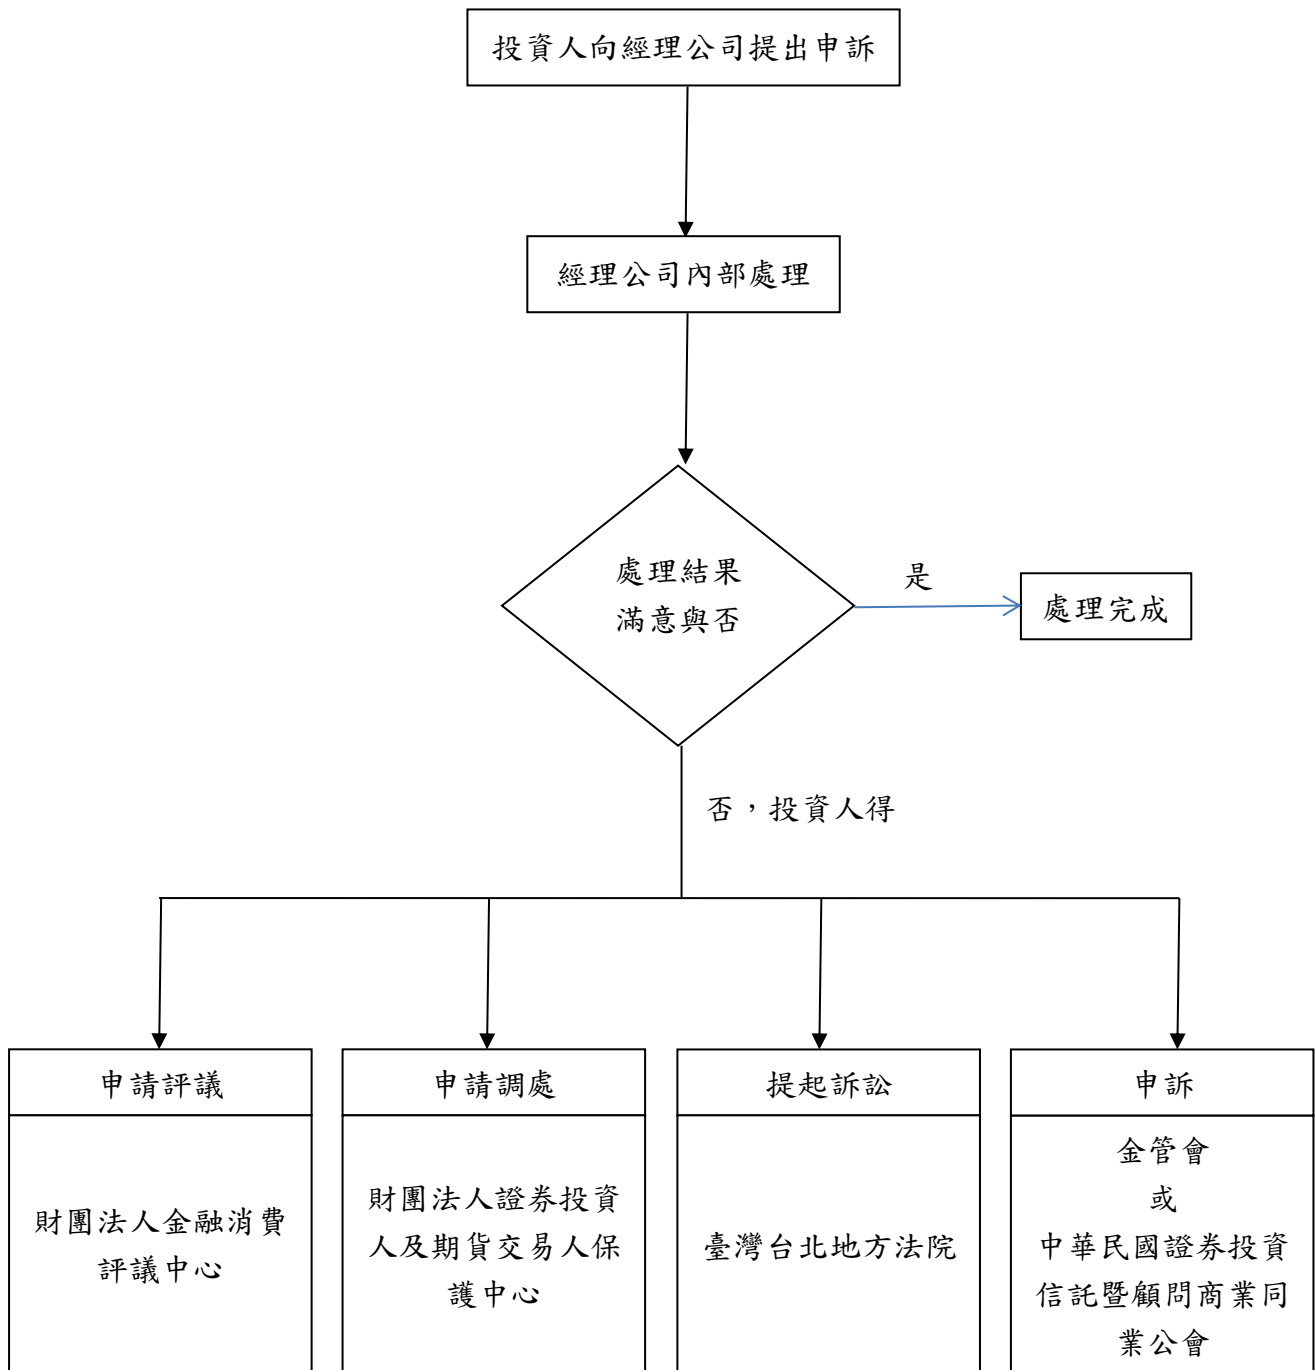 投資人向經理公司提出申訴
經理公司內部處理
處理結果
滿意與否
是
處理完成
否，投資人得
申請評議
財團法人金融消費
評議中心
申請調處
財團法人證券投資
人及期貨交易人保
護中心
提起訴訟
臺灣台北地方法院
申訴
金管會
或
中華民國證券投資
信託暨顧問商業同
業公會